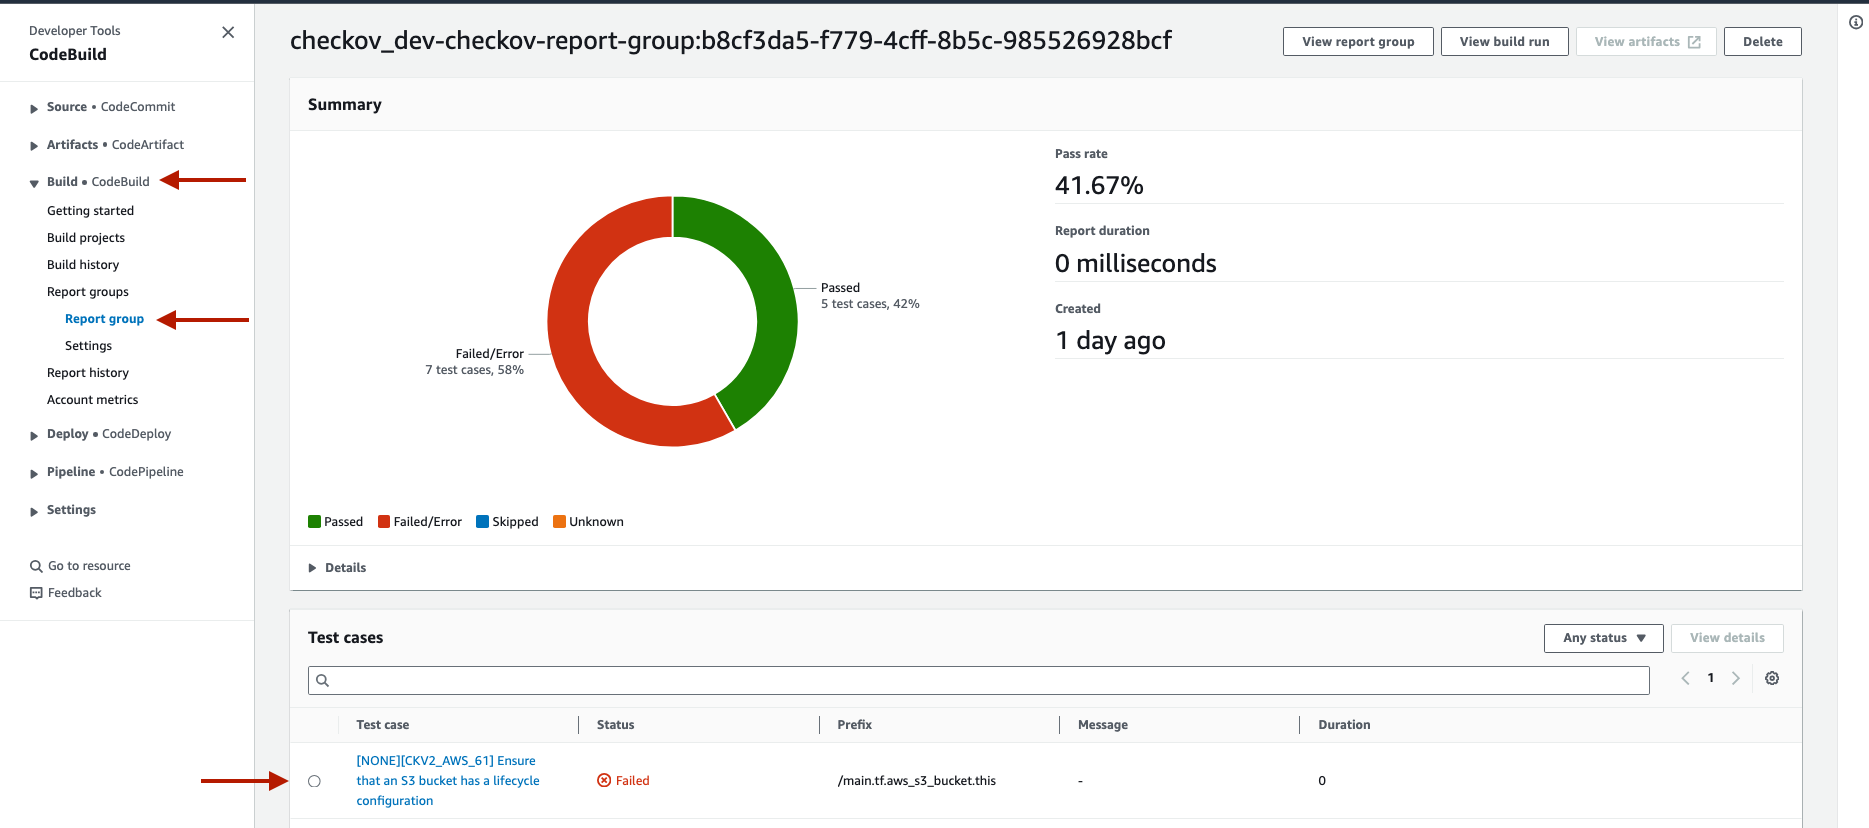 Developer Tools
CodeBuild
Source • CodeCommit
Artifacts • CodeArtifact
Build • CodeBuild
Getting started
Build projects
Build history
Report groups
Report group
Settings
Report history
Account metrics
Deploy • CodeDeploy
Pipeline • CodePipeline
Settings
Go to resource
Feedback
checkov_dev-checkov-report-group:b8cf3da5-f779-4cff-8b5c-985526928bcf
View report group
View build run
View artifacts
Delete
Summary
Passed
5 test cases, 42%
Failed/Error
7 test cases, 58%
Passed Failed/Error Skipped Unknown
Pass rate
41.67%
Report duration
0 milliseconds
Created
1 day ago
Details
Test cases
Any status
View details
1
Test case Status Prefix Message Duration
[NONE][CKV2_AWS_61] Ensure
that an S3 bucket has a lifecycle
configuration
Failed
/main.tf.aws_s3_bucket.this
-
0